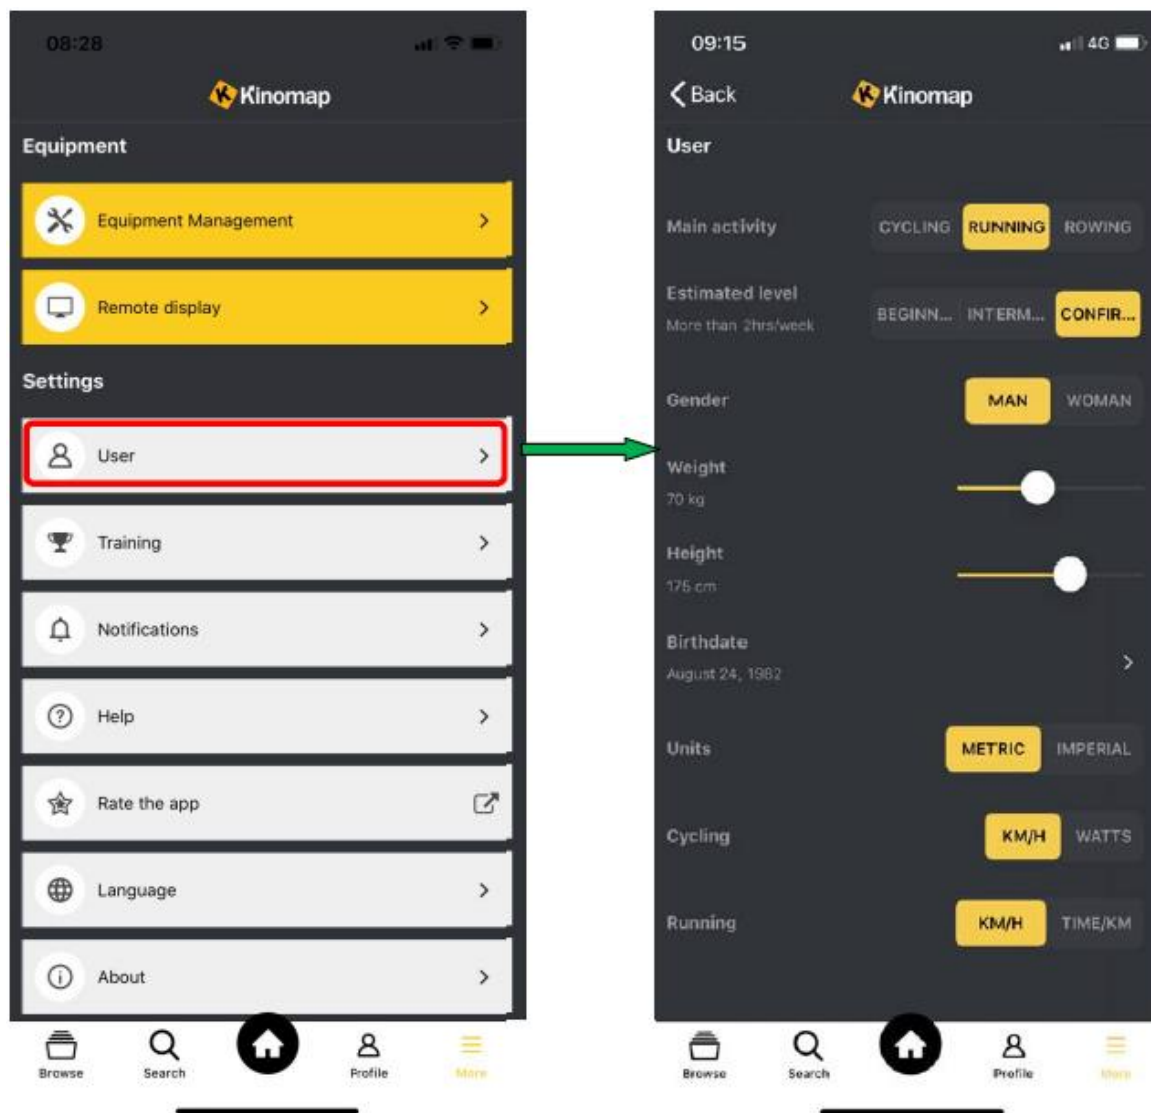 08:28
Kinomap
Equipment
Equipment Management
Remote display
Settings
User
Training
Notifications
Help
Rate the app
Language
About
Browse
Search
Profile
More
09:15
4G
Back
Kinomap
User
Main activity
CYCLING RUNNING ROWING
Estimated level
More than 2hrs/week
BEGINN... INTERM... CONFIR...
Gender
MAN WOMAN
Weight
70 kg
Height
175 cm
Birthdate
August 24, 1982
Units
METRIC IMPERIAL
Cycling
KM/H WATTS
Running
KM/H TIME/KM
Browse
Search
Profile
More